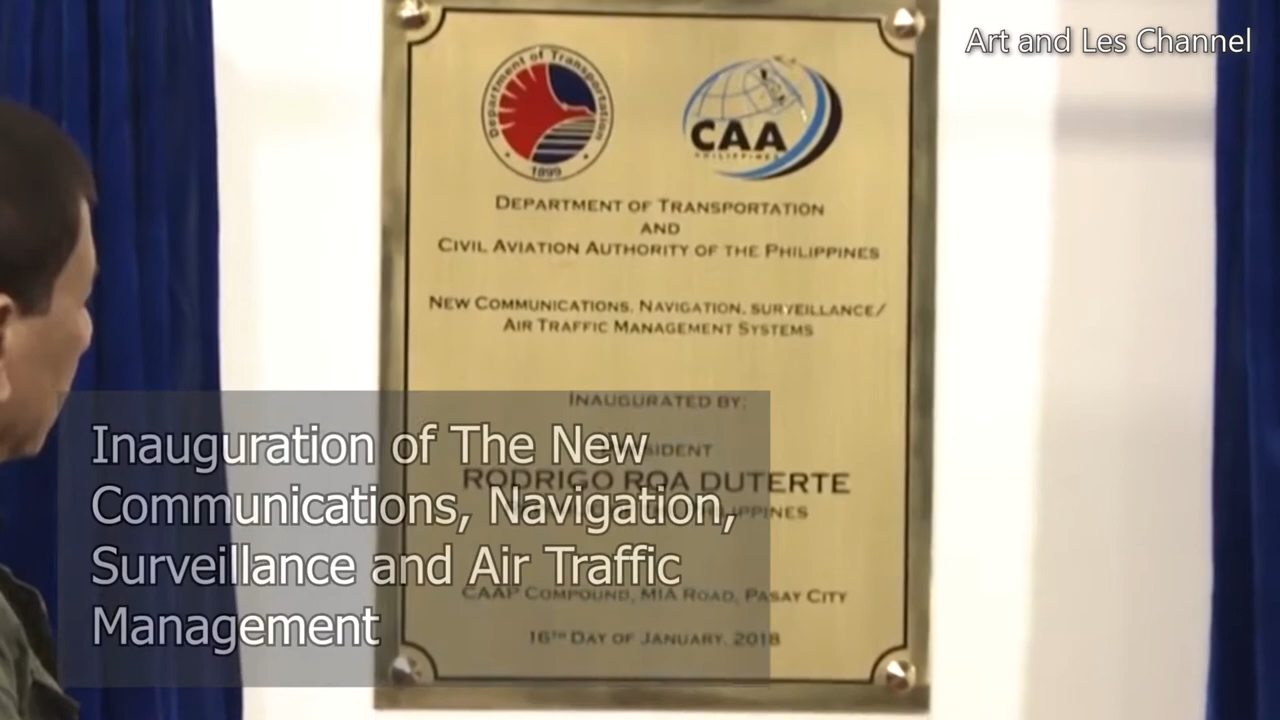 Art and Les Channel
Department of Transportation
1899
CAA
PHILIPPINES
DEPARTMENT OF TRANSPORTATION
AND
CIVIL AVIATION AUTHORITY OF THE PHILIPPINES
NEW COMMUNICATIONS, NAVIGATION, SURVEILLANCE/
AIR TRAFFIC MANAGEMENT SYSTEMS
INAUGURATED BY:
RODRIGO ROA DUTERTE
CAAP COMPOUND, MIA ROAD, PASAY CITY
16TH DAY OF JANUARY, 2018
Inauguration of The New
Communications, Navigation,
Surveillance and Air Traffic
Management